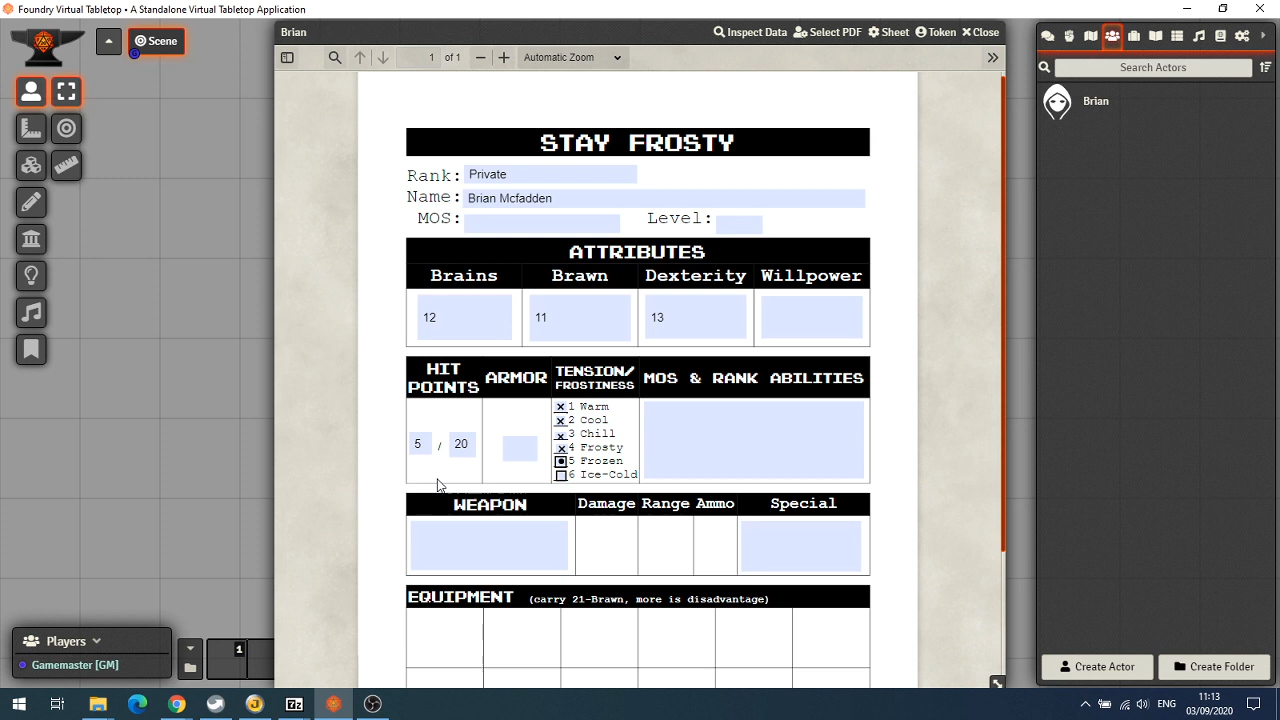 Foundry Virtual Tabletop • A Standalone Virtual Tabletop Application
Scene
G
Brian
Inspect Data Select PDF Sheet Token Close
1 of 1 Automatic Zoom
Search Actors
Brian
STAY FROSTY
Rank: Private
Name: Brian Mcfadden
MOS: Level:
ATTRIBUTES
Brains Brawn Dexterity Willpower
12 11 13
HIT POINTS ARMOR TENSION/ FROSTINESS MOS & RANK ABILITIES
5 / 20
1 Warm
2 Cool
3 Chill
4 Frosty
5 Frozen
6 Ice-Cold
WEAPON Damage Range Ammo Special
EQUIPMENT (carry 21-Brawn, more is disadvantage)
Players
Gamemaster [GM]
1
Create Actor Create Folder
11:13
03/09/2020